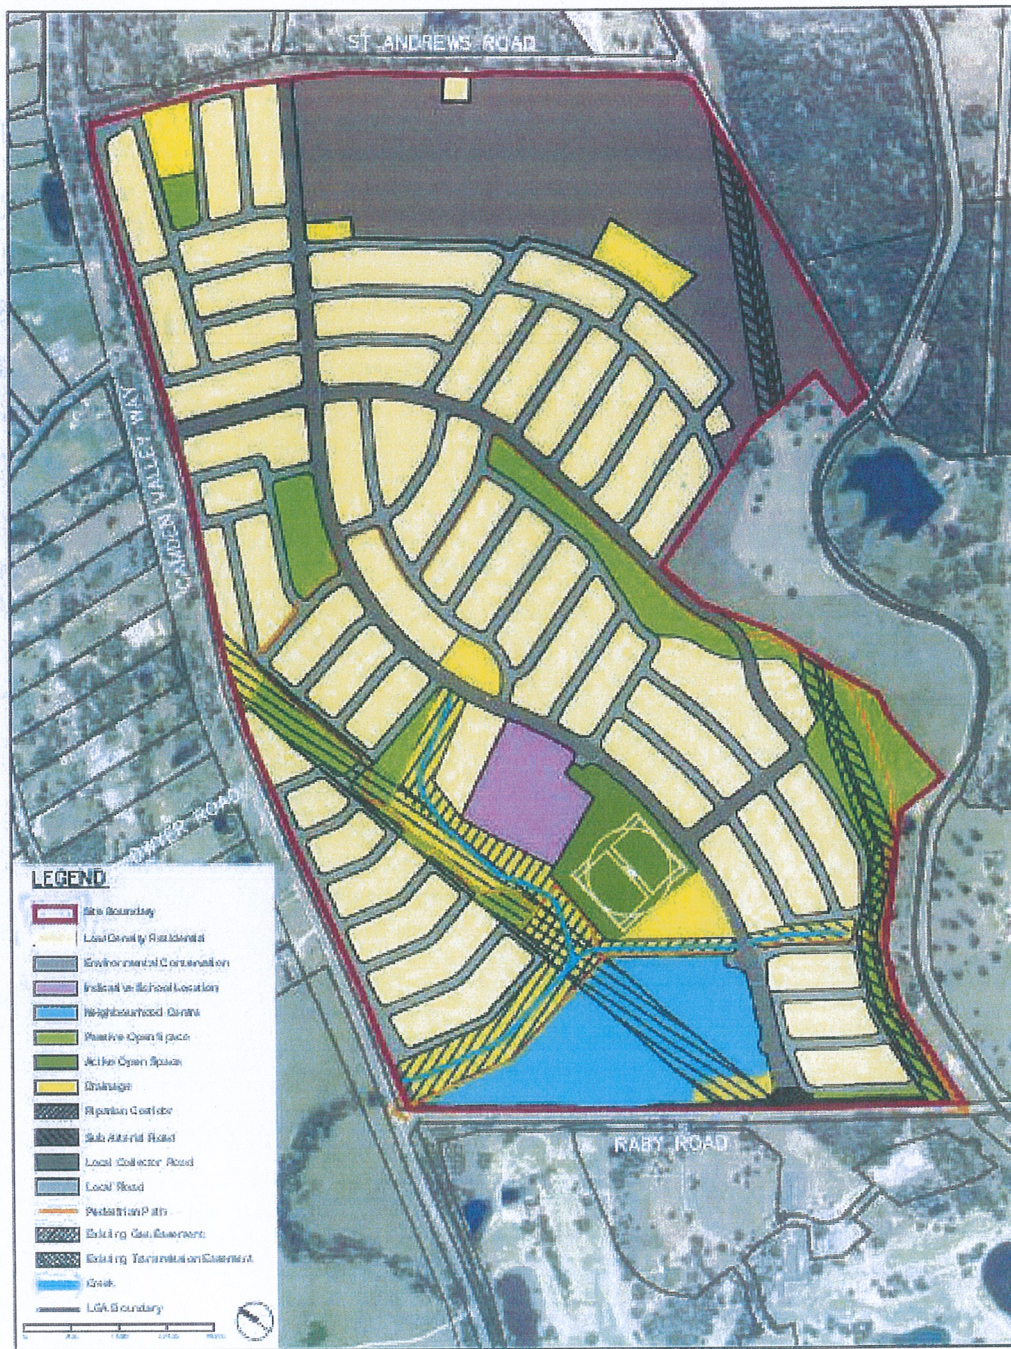 ST ANDREWS ROAD
CAMDEN VALLEY WAY
DWYER ROAD
RABY ROAD
LEGEND
Site Boundary
Low Density Residential
Environmental Conservation
Indicative School Location
Neighbourhood Centre
Passive Open Space
Active Open Space
Drainage
Riparian Corridor
Sub Arterial Road
Local Collector Road
Local Road
Pedestrian Path
Existing Gas Easement
Existing Transmission Easement
Creek
LGA Boundary